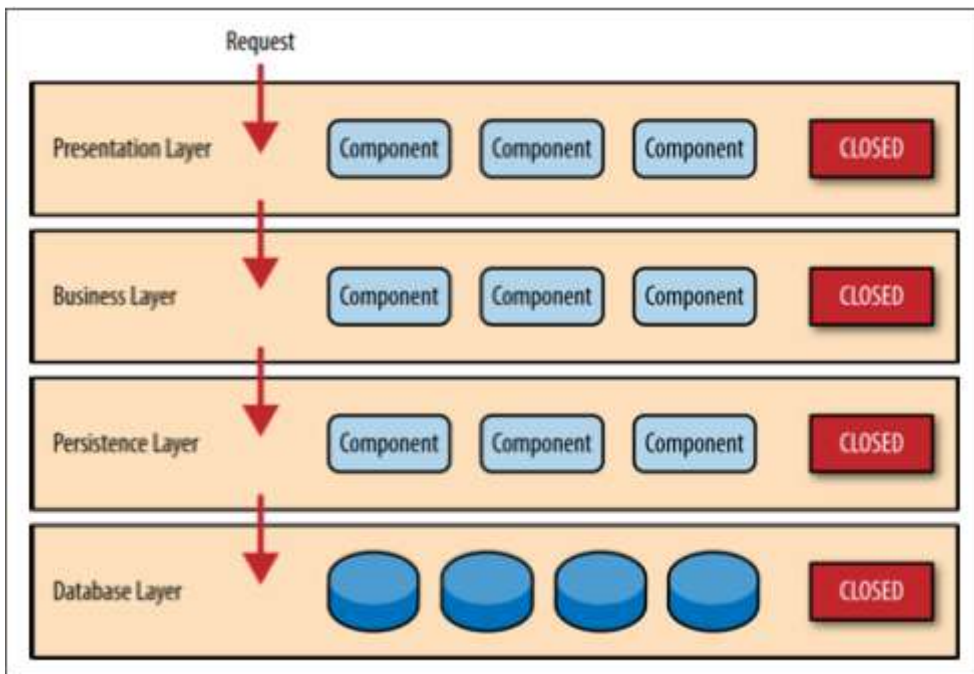 Request
Presentation Layer Component Component Component CLOSED
Business Layer Component Component Component CLOSED
Persistence Layer Component Component Component CLOSED
Database Layer CLOSED